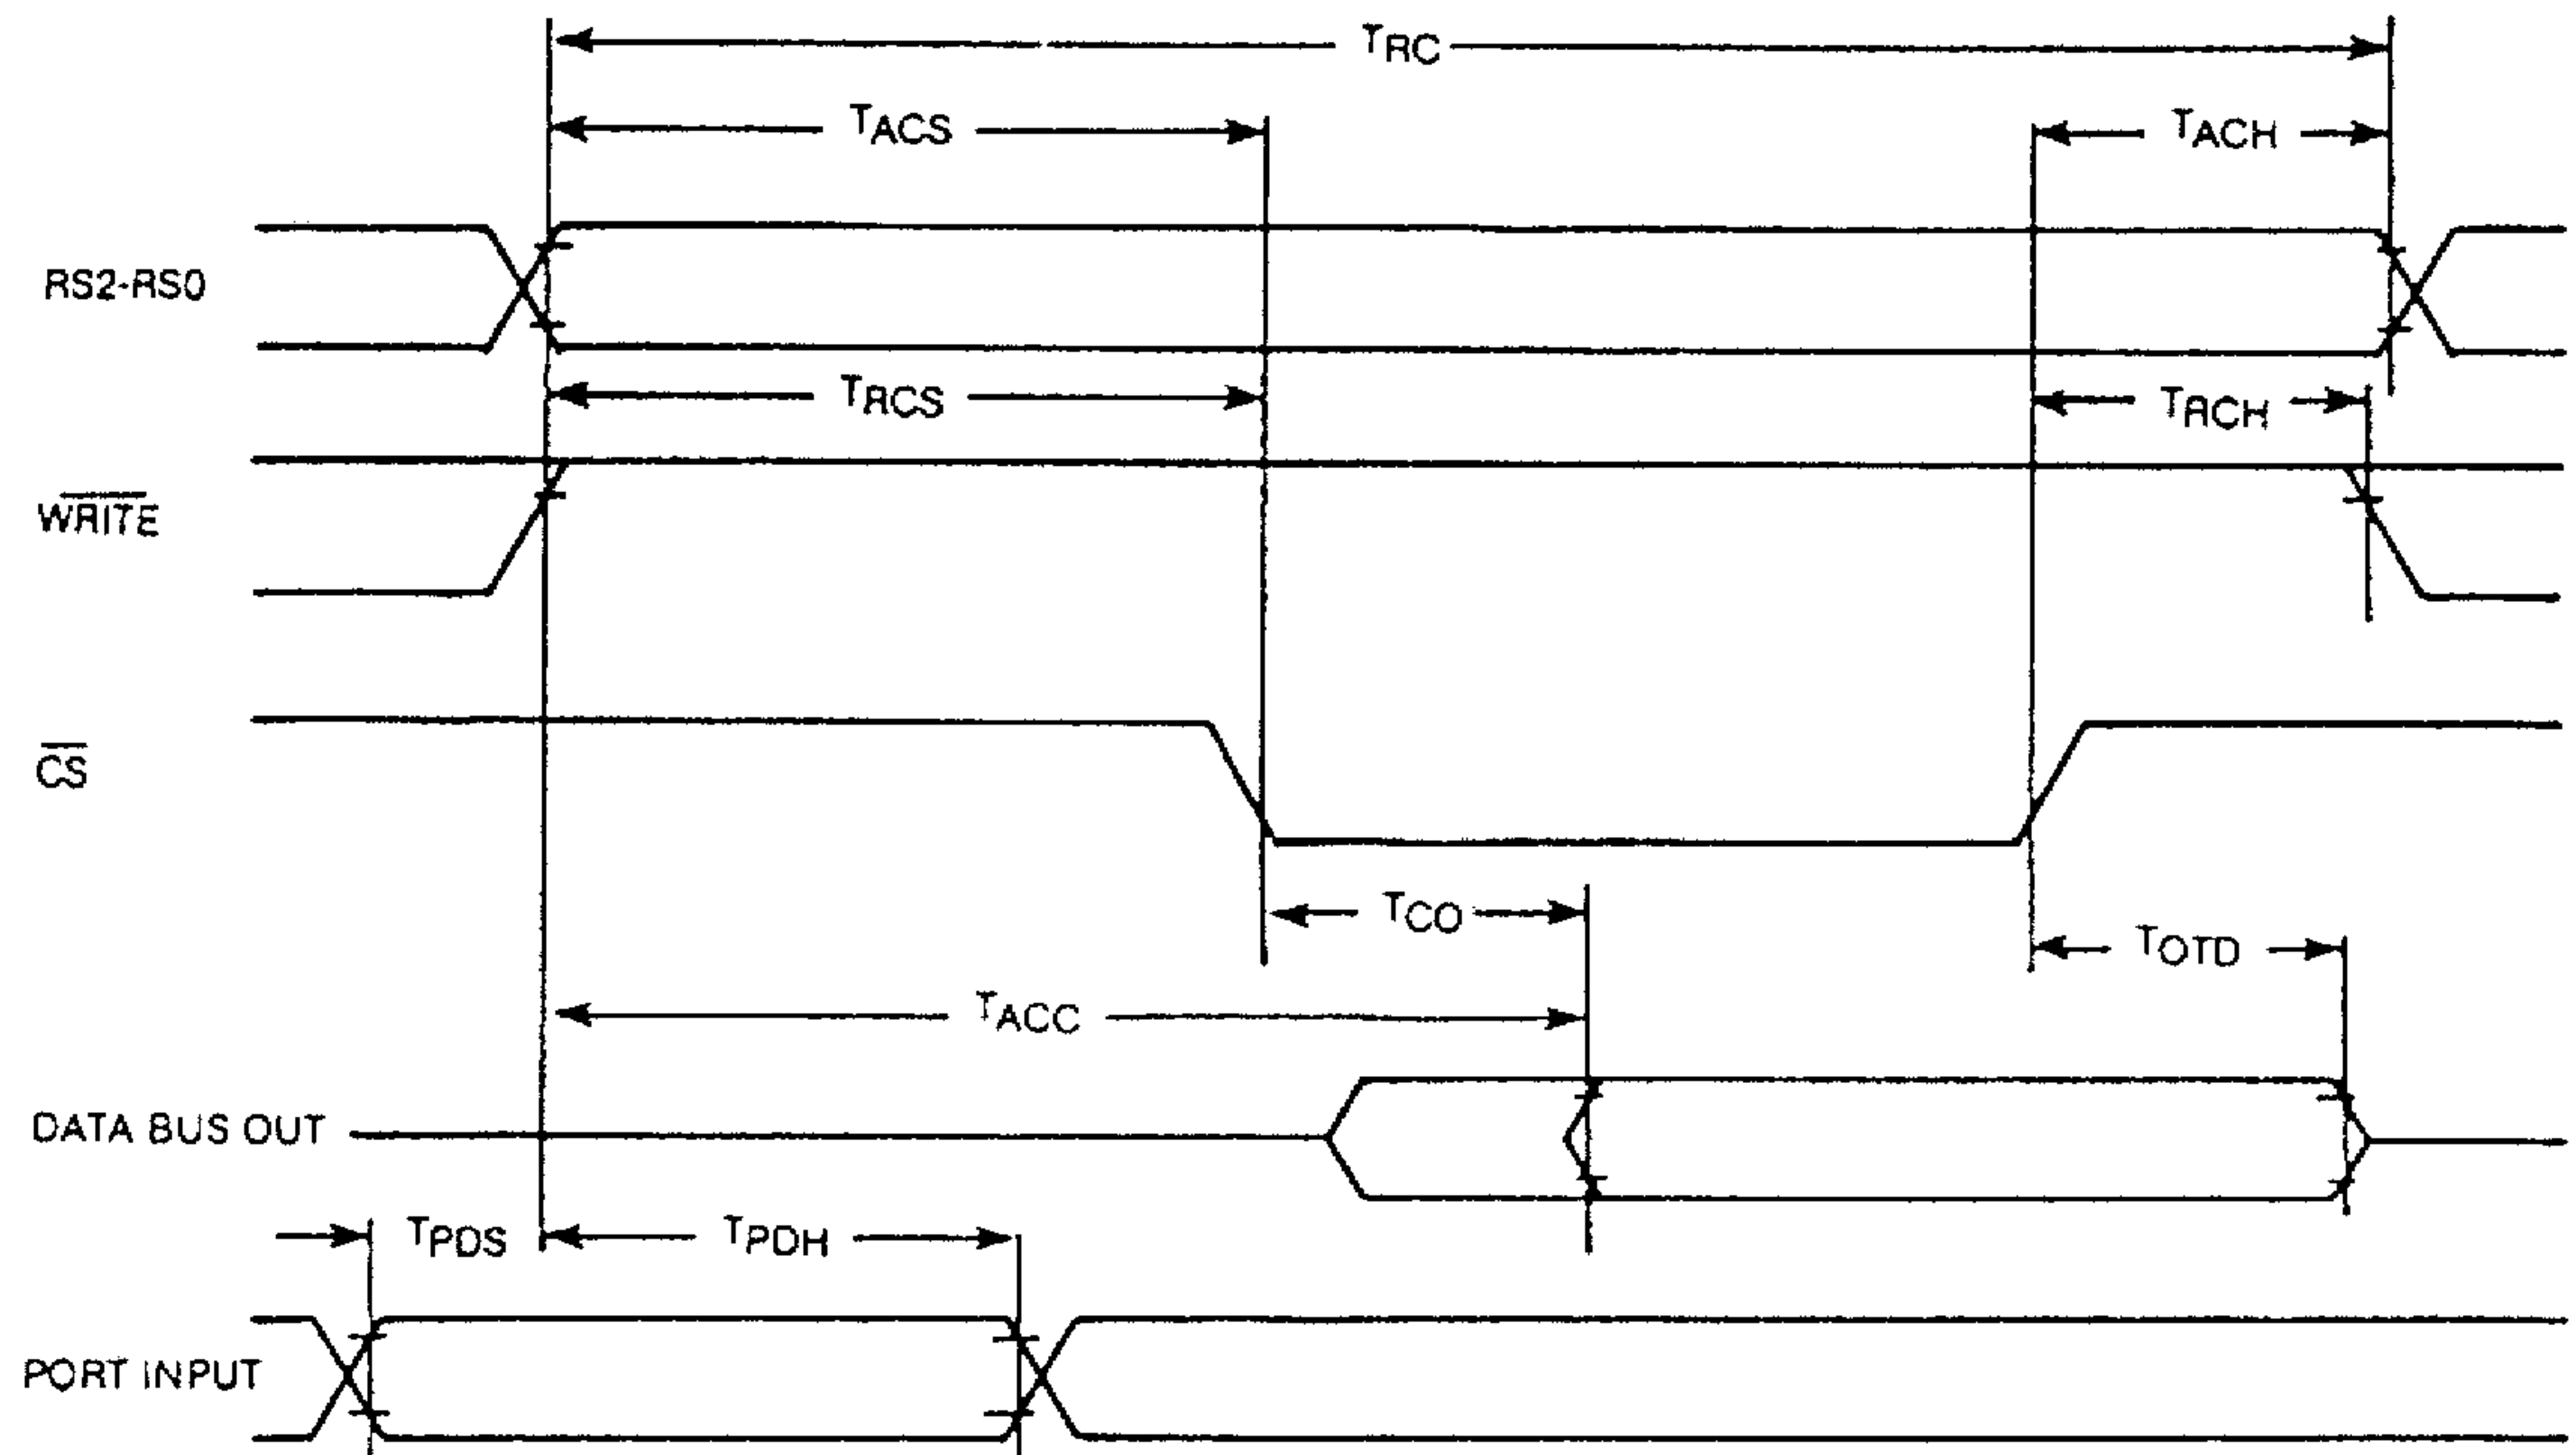 TRC
TACS
TACH
RS2-RS0
TRCS
TRCH
WRITE
CS
TCO
TOTD
TACC
DATA BUS OUT
TPDS
TPDH
PORT INPUT